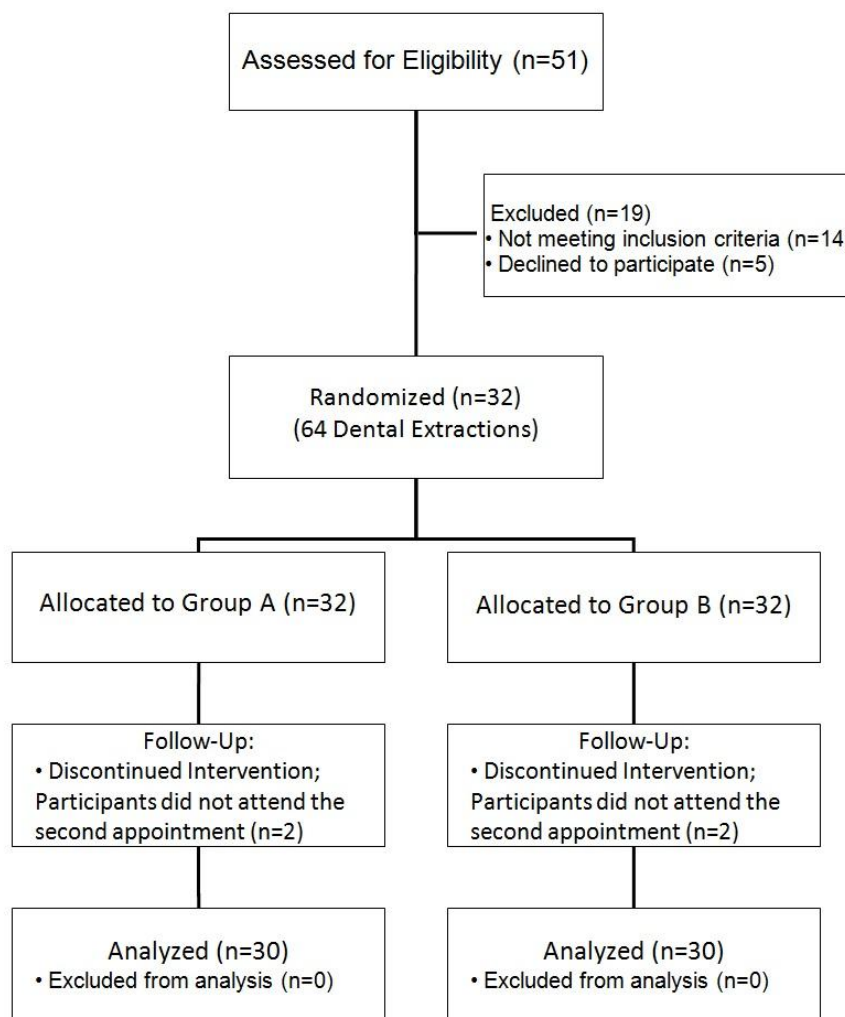 Assessed for Eligibility (n=51)
Excluded (n=19)
• Not meeting inclusion criteria (n=14
• Declined to participate (n=5)
Randomized (n=32)
(64 Dental Extractions)
Allocated to Group A (n=32)
Allocated to Group B (n=32)
Follow-Up:
• Discontinued Intervention;
Participants did not attend the
second appointment (n=2)
Follow-Up:
• Discontinued Intervention;
Participants did not attend the
second appointment (n=2)
Analyzed (n=30)
• Excluded from analysis (n=0)
Analyzed (n=30)
• Excluded from analysis (n=0)